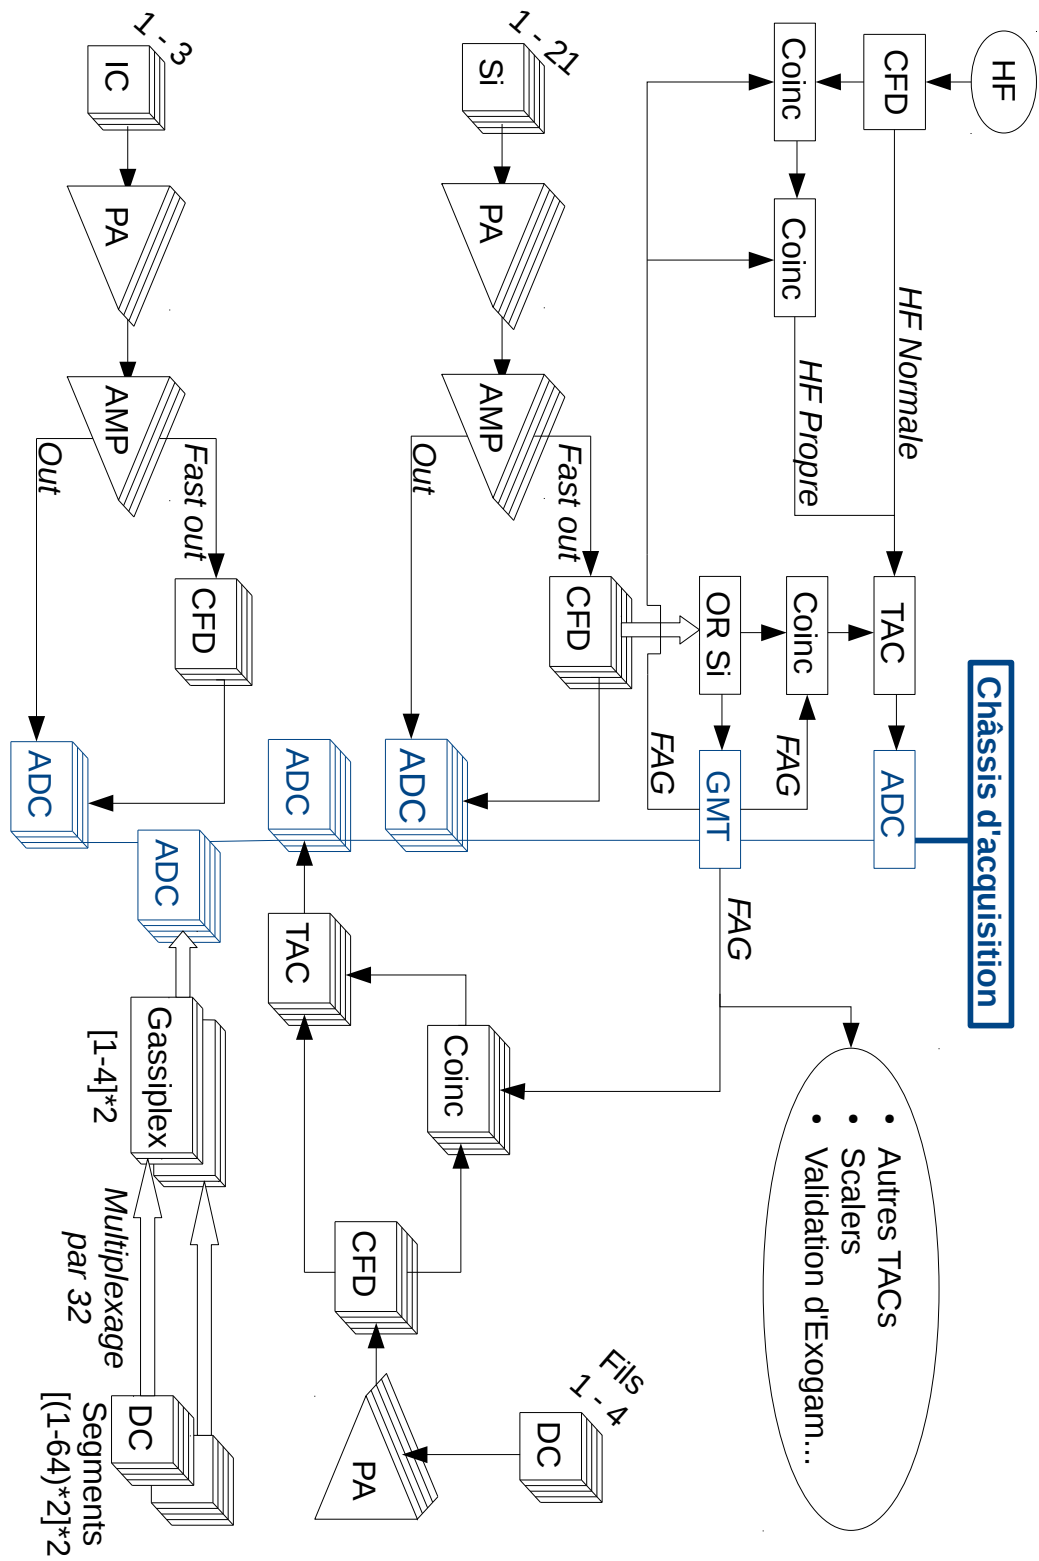 HF
Châssis d'acquisition
CFD
HF Normale
TAC
ADC
Coinc
Coinc
HF Propre
Coinc
FAG
Autres TACs
Scalers
Validation d'Exogam...
OR Si
GMT
FAG
FAG
1 - 21
Si
PA
AMP
Fast out
Out
CFD
ADC
Coinc
Fils
1 - 4
DC
PA
CFD
TAC
ADC
1 - 3
IC
PA
AMP
Fast out
Out
CFD
ADC
ADC
Gassiplex
[1-4]*2
Multiplexage
par 32
DC
Segments
[(1-64)*2]*2